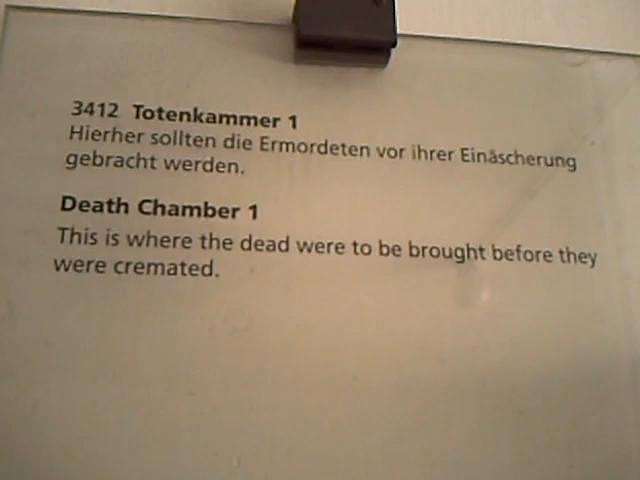 3412 Totenkammer 1
Hierher sollten die Ermordeten vor ihrer Einäscherung
gebracht werden.
Death Chamber 1
This is where the dead were to be brought before they
were cremated.